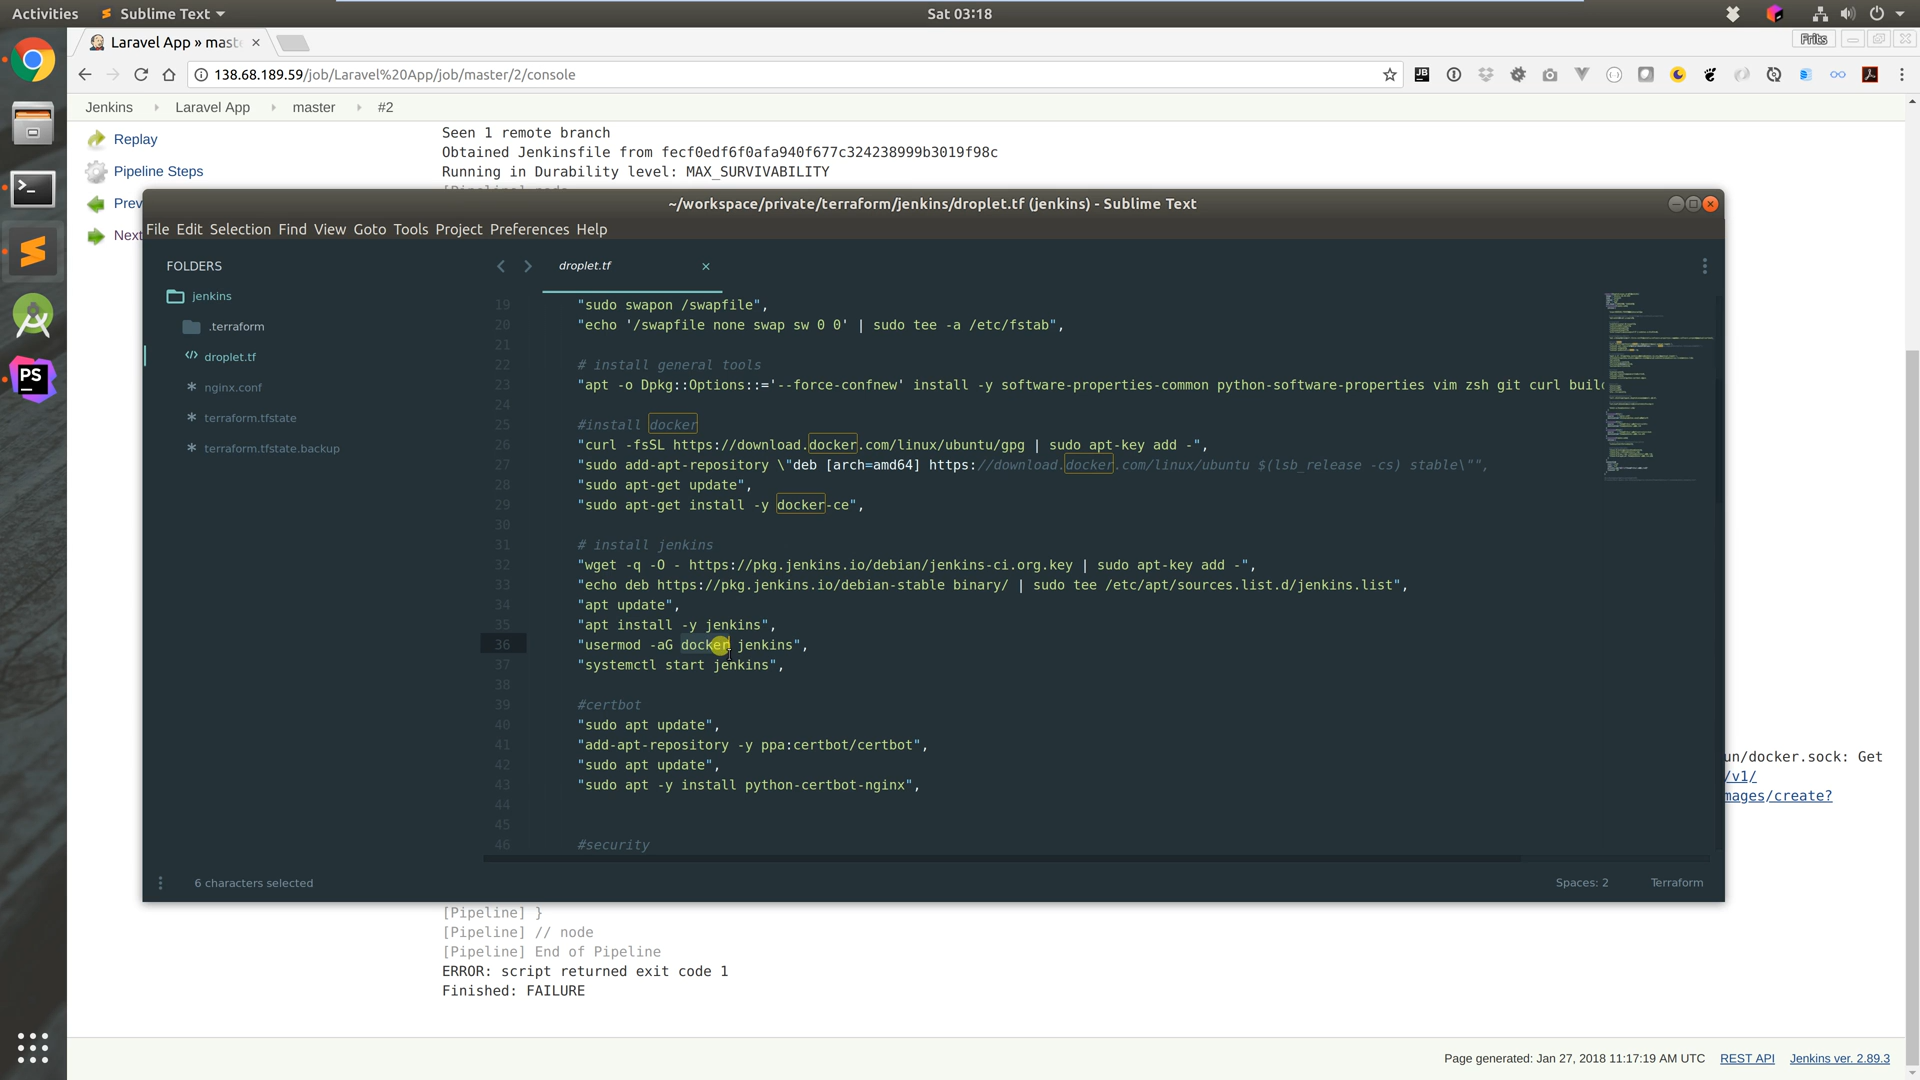 Activities
Sublime Text
Sat 03:18
Laravel App » mast
Frits
138.68.189.59/job/Laravel%20App/job/master/2/console
JB
Jenkins
Laravel App
master
#2
Replay
Pipeline Steps
Prev
Next
Seen 1 remote branch
Obtained Jenkinsfile from fecf0edf6f0afa940f677c324238999b3019f98c
Running in Durability level: MAX_SURVIVABILITY
~/workspace/private/terraform/jenkins/droplet.tf (jenkins) - Sublime Text
File Edit Selection Find View Goto Tools Project Preferences Help
FOLDERS
jenkins
.terraform
droplet.tf
nginx.conf
terraform.tfstate
terraform.tfstate.backup
droplet.tf
19 "sudo swapon /swapfile",
20 "echo '/swapfile none swap sw 0 0' | sudo tee -a /etc/fstab",
21
22 # install general tools
23 "apt -o Dpkg::Options::='--force-confnew' install -y software-properties-common python-software-properties vim zsh git curl buil
24
25 #install docker
26 "curl -fsSL https://download.docker.com/linux/ubuntu/gpg | sudo apt-key add -",
27 "sudo add-apt-repository \"deb [arch=amd64] https://download.docker.com/linux/ubuntu $(lsb_release -cs) stable\"",
28 "sudo apt-get update",
29 "sudo apt-get install -y docker-ce",
30
31 # install jenkins
32 "wget -q -O - https://pkg.jenkins.io/debian/jenkins-ci.org.key | sudo apt-key add -",
33 "echo deb https://pkg.jenkins.io/debian-stable binary/ | sudo tee /etc/apt/sources.list.d/jenkins.list",
34 "apt update",
35 "apt install -y jenkins",
36 "usermod -aG docker jenkins",
37 "systemctl start jenkins",
38
39 #certbot
40 "sudo apt update",
41 "add-apt-repository -y ppa:certbot/certbot",
42 "sudo apt update",
43 "sudo apt -y install python-certbot-nginx",
44
45
46 #security
6 characters selected
Spaces: 2
Terraform
un/docker.sock: Get
/v1/
mages/create?
PS
[Pipeline] }
[Pipeline] // node
[Pipeline] End of Pipeline
ERROR: script returned exit code 1
Finished: FAILURE
Page generated: Jan 27, 2018 11:17:19 AM UTC
REST API
Jenkins ver. 2.89.3